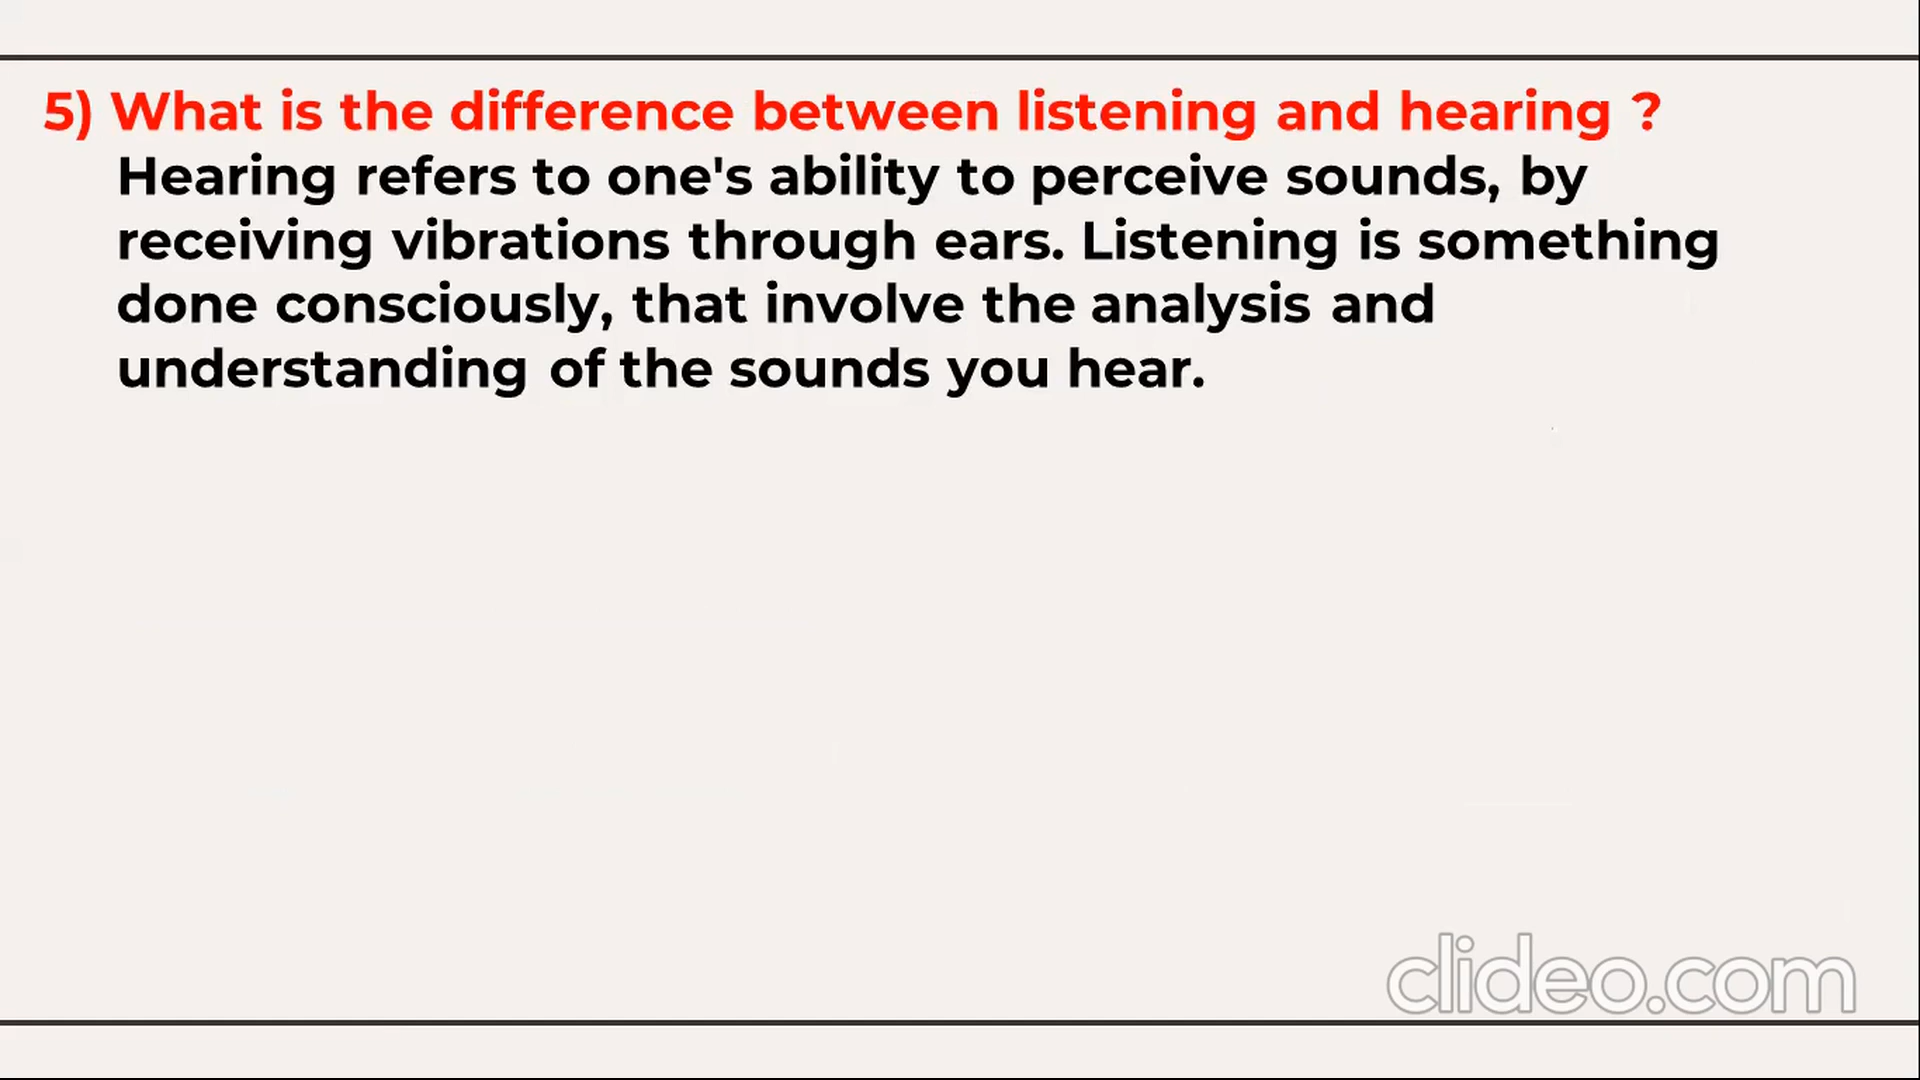 5) What is the difference between listening and hearing ?
Hearing refers to one's ability to perceive sounds, by
receiving vibrations through ears. Listening is something
done consciously, that involve the analysis and
understanding of the sounds you hear.
clideo.com